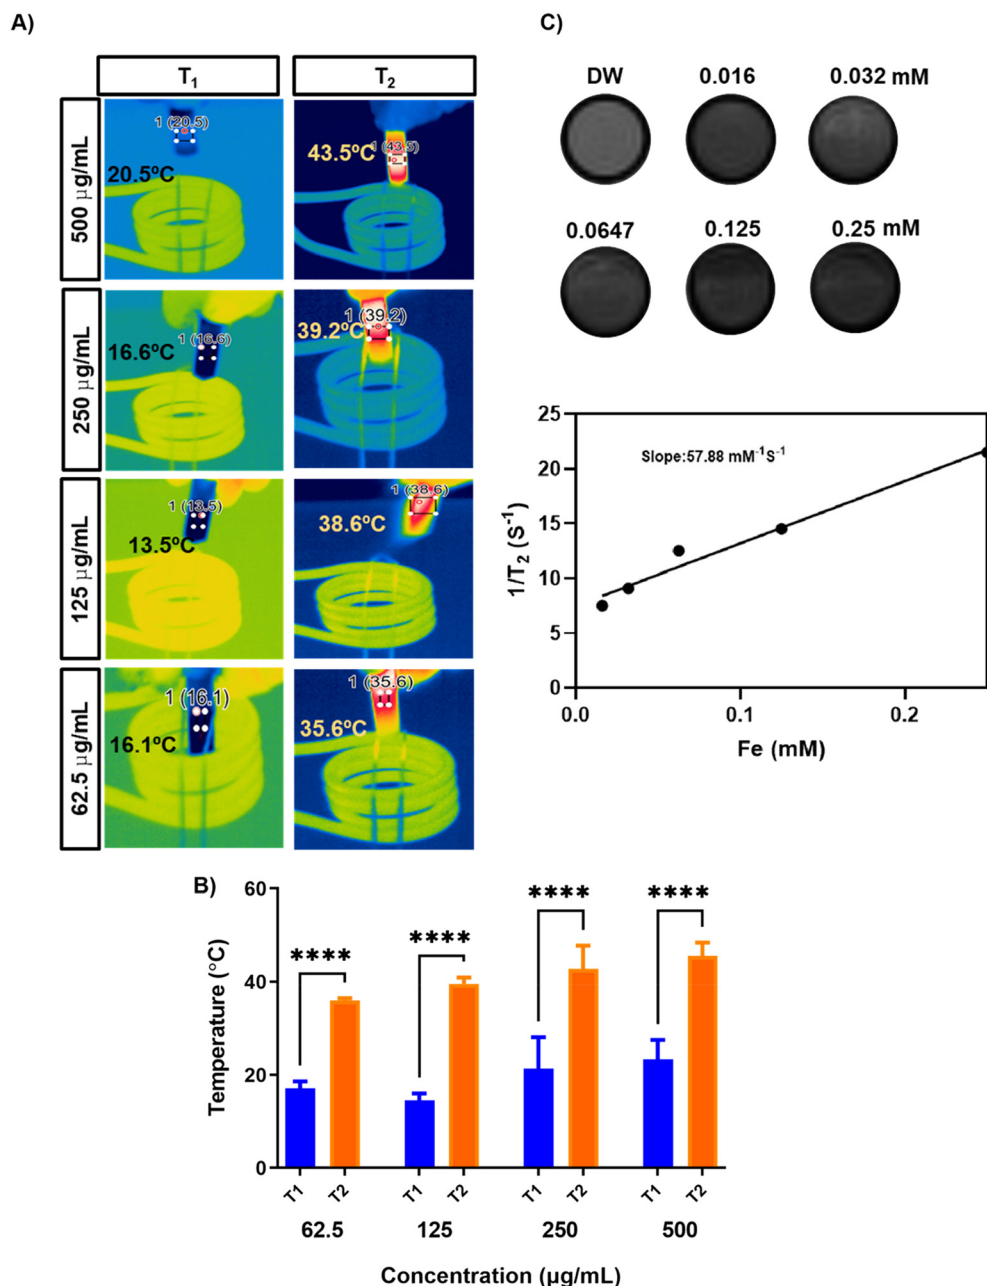 A)
T₁
T₂
500 µg/mL
1 (20.5)
20.5ºC
1 (43.5)
43.5ºC
250 µg/mL
1 (16.6)
16.6ºC
1 (39.2)
39.2ºC
125 µg/mL
1 (13.5)
13.5ºC
1 (38.6)
38.6ºC
62.5 µg/mL
1 (16.1)
16.1ºC
1 (35.6)
35.6ºC
C)
DW 0.016 0.032 mM
0.0647 0.125 0.25 mM
25
20
15
10
5
0
1/T₂ (S⁻¹)
Slope:57.88 mM⁻¹S⁻¹
0.0 0.1 0.2
Fe (mM)
B)
60
40
20
0
Temperature (°C)
**** **** **** ****
T1 T2 T1 T2 T1 T2 T1 T2
62.5 125 250 500
Concentration (µg/mL)